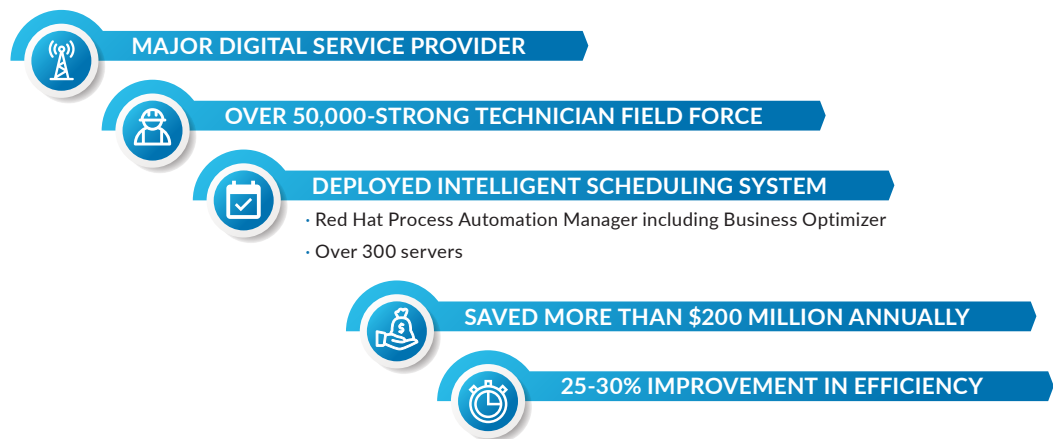 MAJOR DIGITAL SERVICE PROVIDER
OVER 50,000-STRONG TECHNICIAN FIELD FORCE
DEPLOYED INTELLIGENT SCHEDULING SYSTEM
· Red Hat Process Automation Manager including Business Optimizer
· Over 300 servers
$
SAVED MORE THAN $200 MILLION ANNUALLY
25-30% IMPROVEMENT IN EFFICIENCY